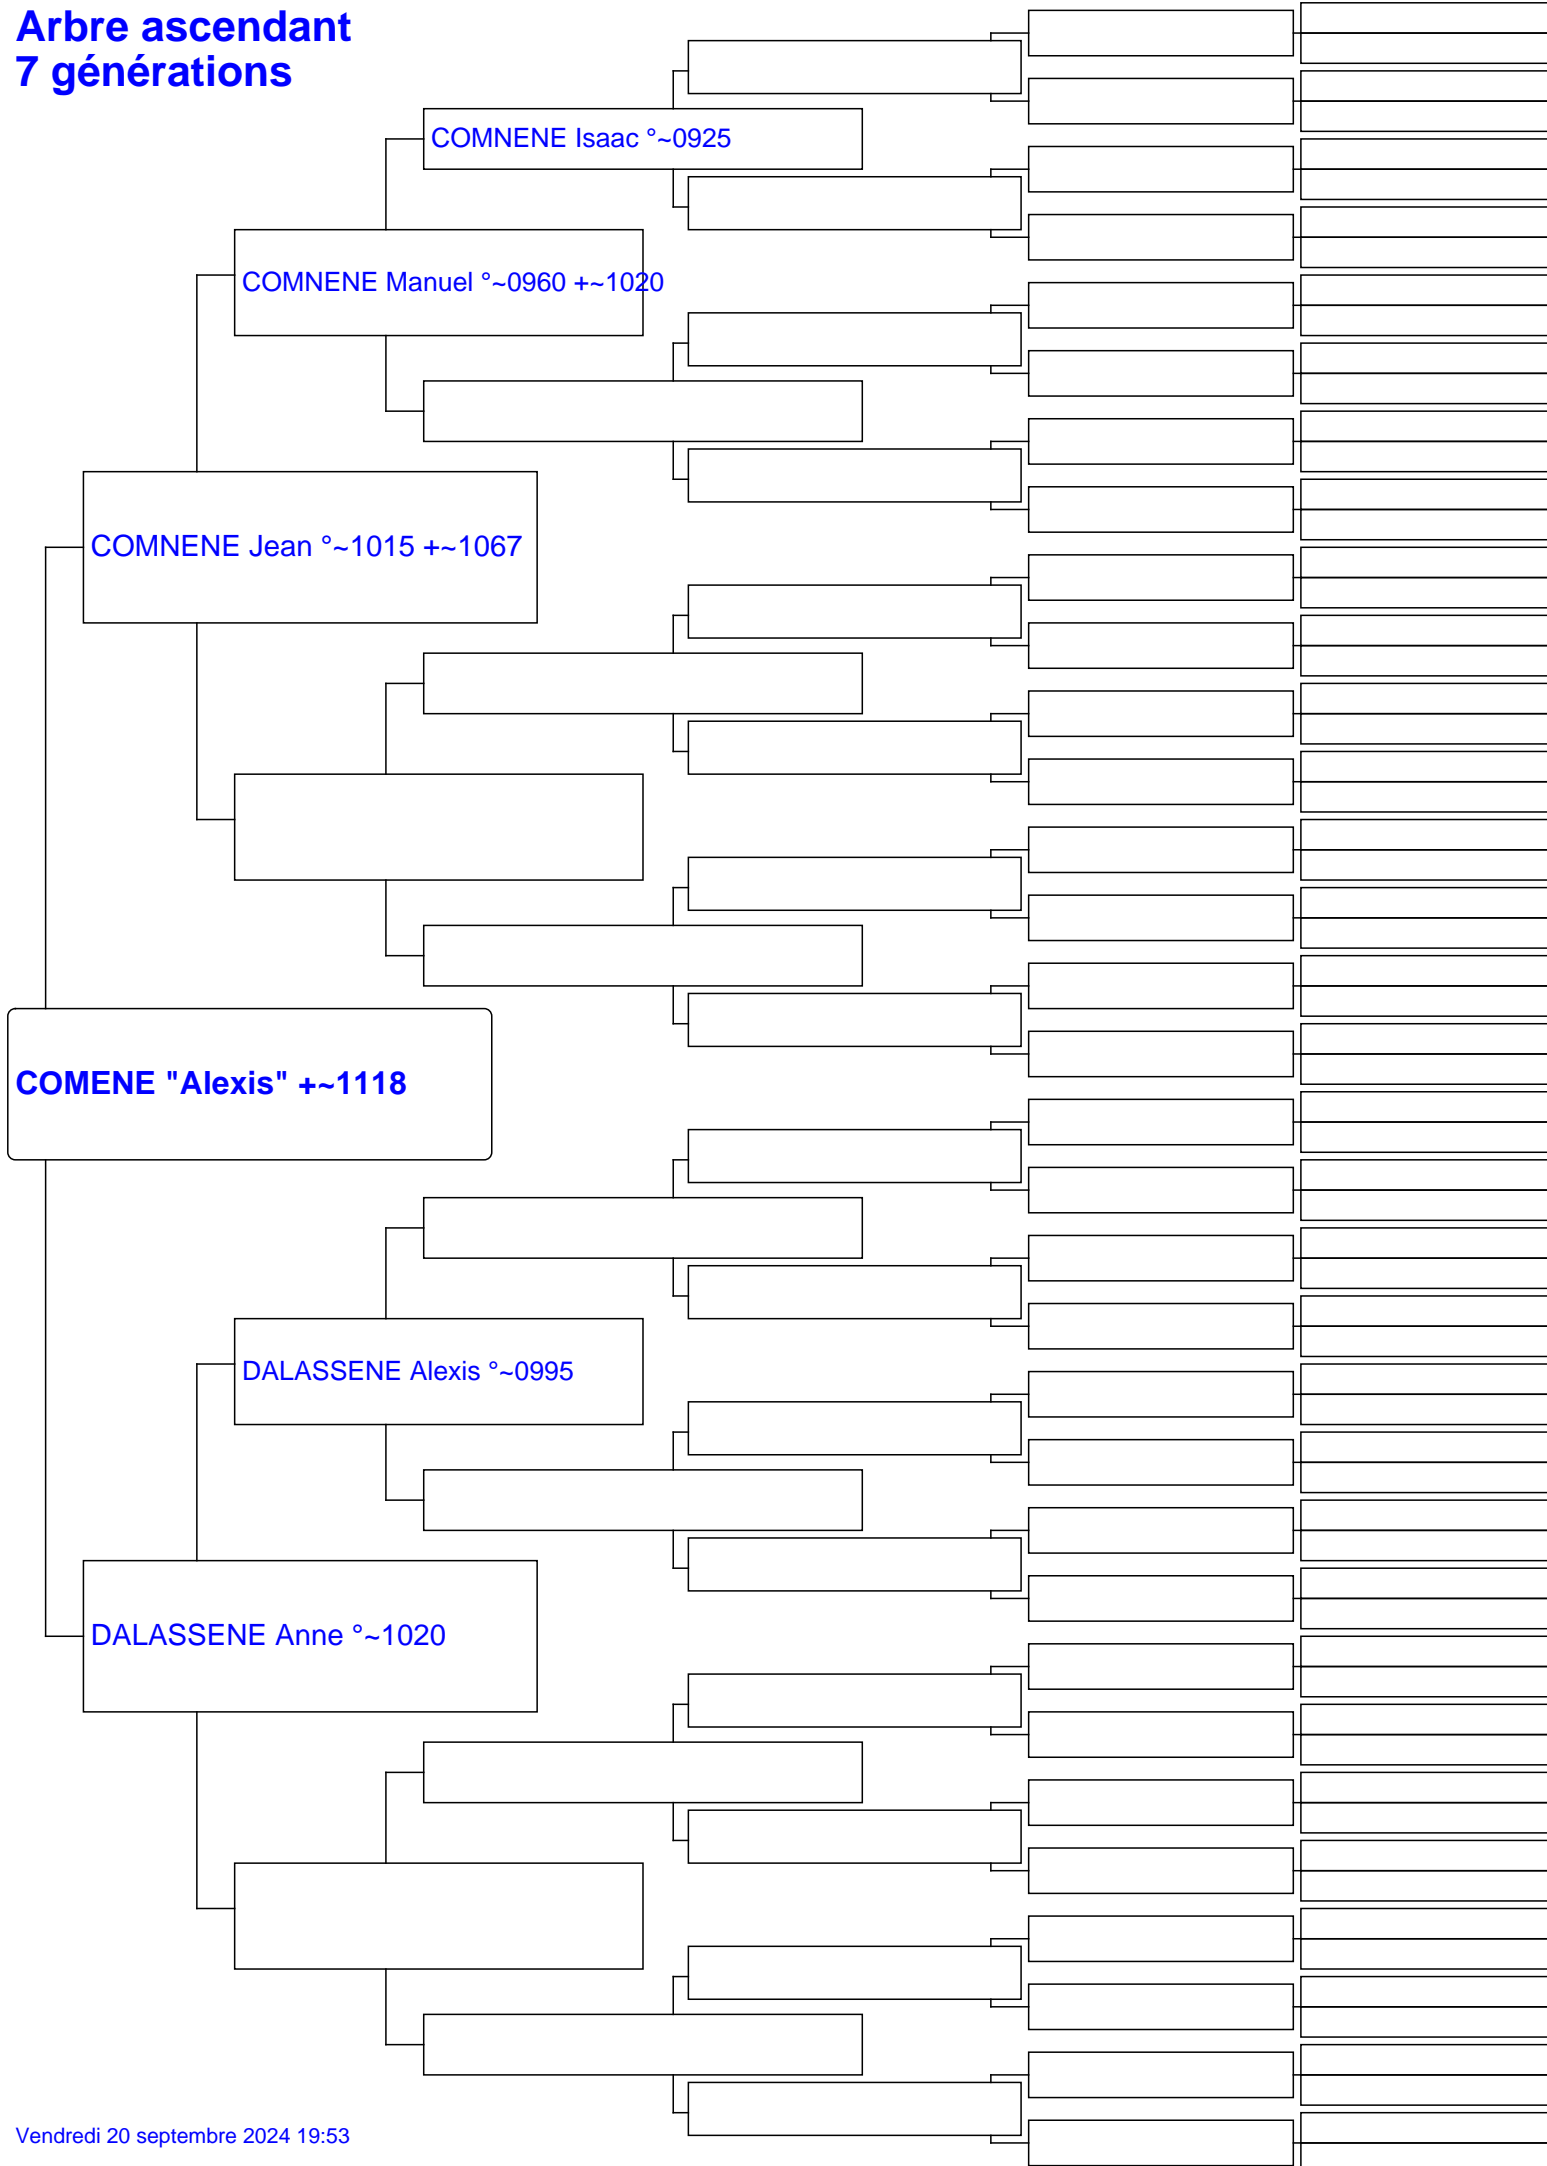 Arbre ascendant
7 générations
COMNENE Isaac °~0925
COMNENE Manuel °~0960 +~1020
COMNENE Jean °~1015 +~1067
COMENE "Alexis" +~1118
DALASSENE Alexis °~0995
DALASSENE Anne °~1020
Vendredi 20 septembre 2024 19:53